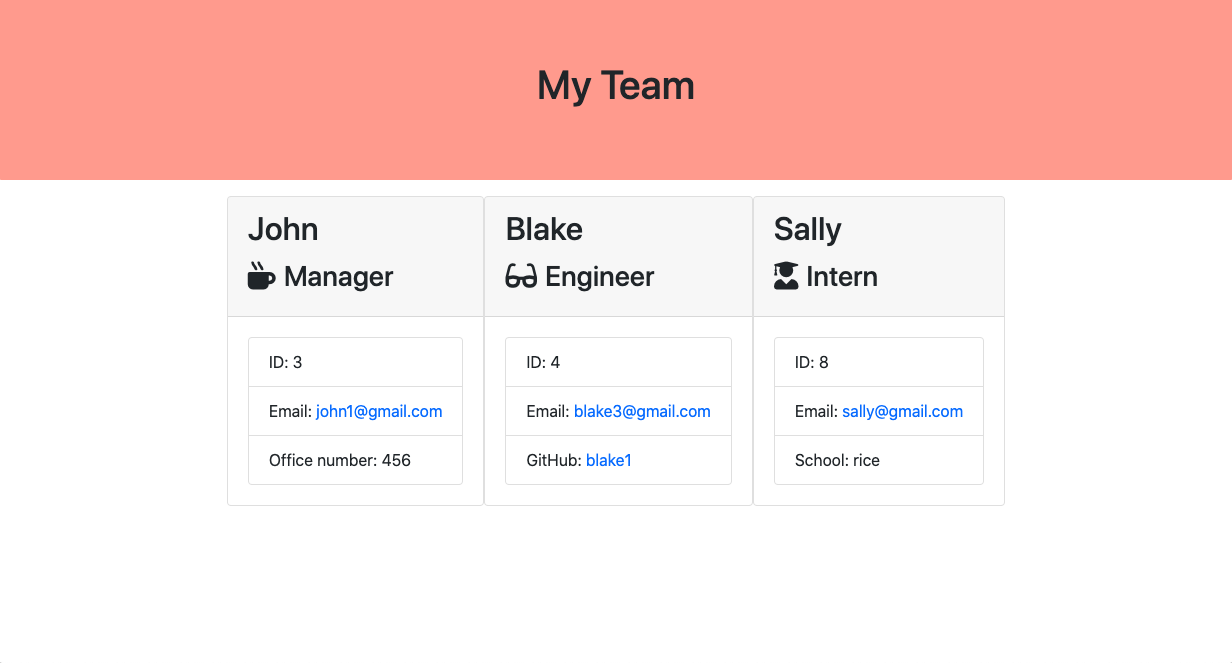 My Team
John
Manager
ID: 3
Email: john1@gmail.com
Office number: 456
Blake
Engineer
ID: 4
Email: blake3@gmail.com
GitHub: blake1
Sally
Intern
ID: 8
Email: sally@gmail.com
School: rice